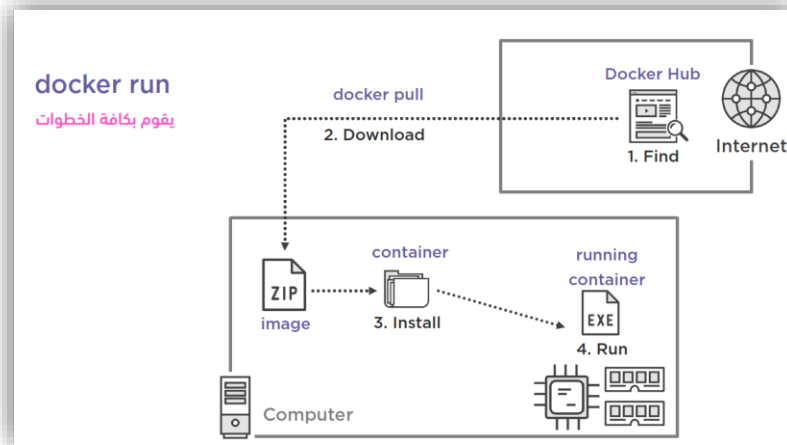 docker run
يقوم بكافة الخطوات
docker pull
2. Download
Docker Hub
1. Find
Internet
ZIP
image
container
3. Install
running
container
EXE
4. Run
Computer